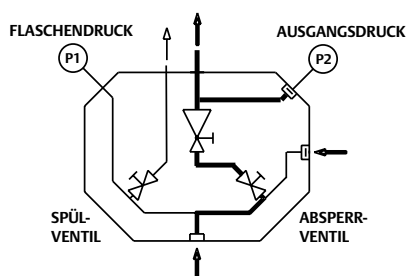 FLASCHENDRUCK
AUSGANGSDRUCK
P1
P2
SPÜL-
VENTIL
ABSPERR-
VENTIL